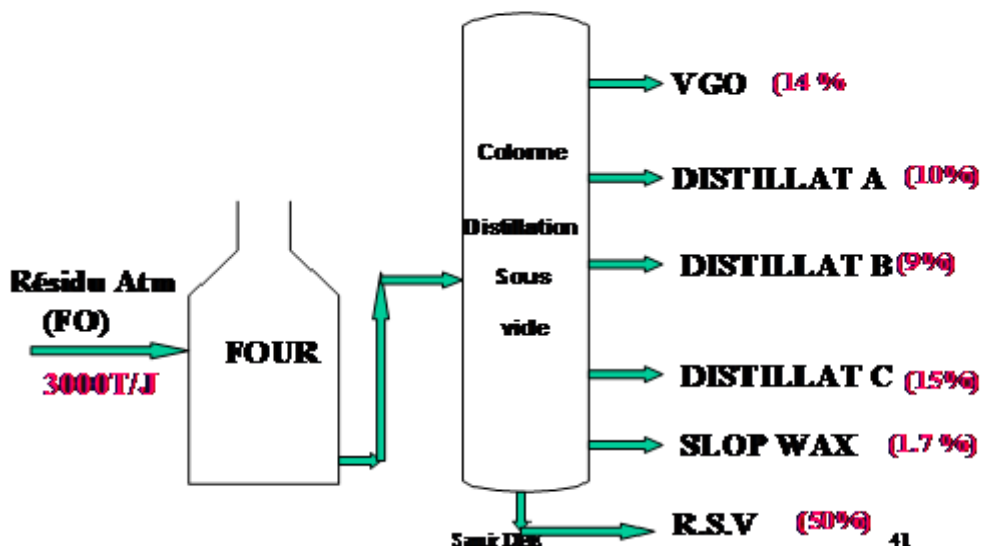 VGO (14 %
Colonne
DISTILLAT A (10%)
Distillation
Résidu Atm
(FO)
Sous
DISTILLAT B (9%)
vide
FOUR
3000T/J
DISTILLAT C (15%)
SLOP WAX (1.7 %)
R.S.V (50%)
41